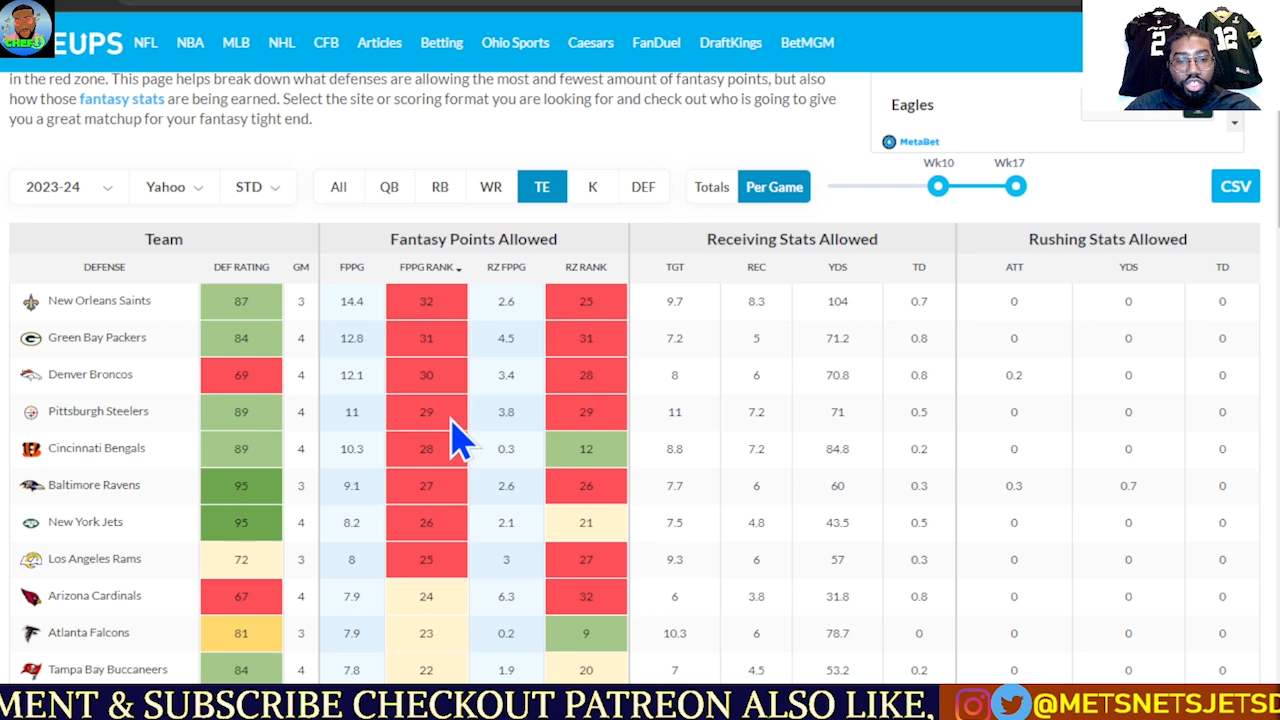 CHEF J
EUPS NFL NBA MLB NHL CFB Articles Betting Ohio Sports Caesars FanDuel DraftKings BetMGM
2 12
in the red zone. This page helps break down what defenses are allowing the most and fewest amount of fantasy points, but also
how those fantasy stats are being earned. Select the site or scoring format you are looking for and check out who is going to give
you a great matchup for your fantasy tight end.
Eagles
MetaBet
Wk10 Wk17
2023-24 Yahoo STD All QB RB WR TE K DEF Totals Per Game CSV
Team Fantasy Points Allowed Receiving Stats Allowed Rushing Stats Allowed
DEFENSE DEF RATING GM FPPG FPPG RANK RZ FPPG RZ RANK TGT REC YDS TD ATT YDS TD
New Orleans Saints 87 3 14.4 32 2.6 25 9.7 8.3 104 0.7 0 0 0
Green Bay Packers 84 4 12.8 31 4.5 31 7.2 5 71.2 0.8 0 0 0
Denver Broncos 69 4 12.1 30 3.4 28 8 6 70.8 0.8 0.2 0 0
Pittsburgh Steelers 89 4 11 29 3.8 29 11 7.2 71 0.5 0 0 0
Cincinnati Bengals 89 4 10.3 28 0.3 12 8.8 7.2 84.8 0.2 0 0 0
Baltimore Ravens 95 3 9.1 27 2.6 26 7.7 6 60 0.3 0.3 0.7 0
New York Jets 95 4 8.2 26 2.1 21 7.5 4.8 43.5 0.5 0 0 0
Los Angeles Rams 72 3 8 25 3 27 9.3 6 57 0.3 0 0 0
Arizona Cardinals 67 4 7.9 24 6.3 32 6 3.8 31.8 0.8 0 0 0
Atlanta Falcons 81 3 7.9 23 0.2 9 10.3 6 78.7 0 0 0 0
Tampa Bay Buccaneers 84 4 7.8 22 1.9 20 7 4.5 53.2 0.2 0 0 0
MENT & SUBSCRIBE CHECKOUT PATREON ALSO LIKE, @METSNETSJETSD